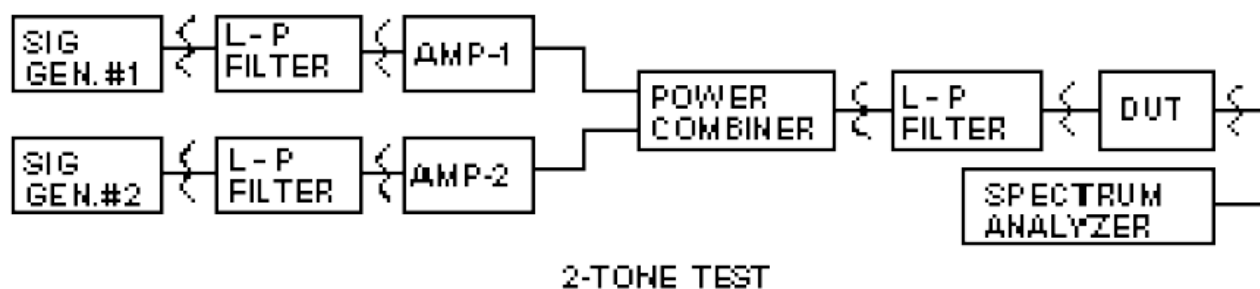 SIG
GEN.#1
L-P
FILTER
AMP-1
SIG
GEN.#2
L-P
FILTER
AMP-2
POWER
COMBINER
L-P
FILTER
DUT
SPECTRUM
ANALYZER
2-TONE TEST